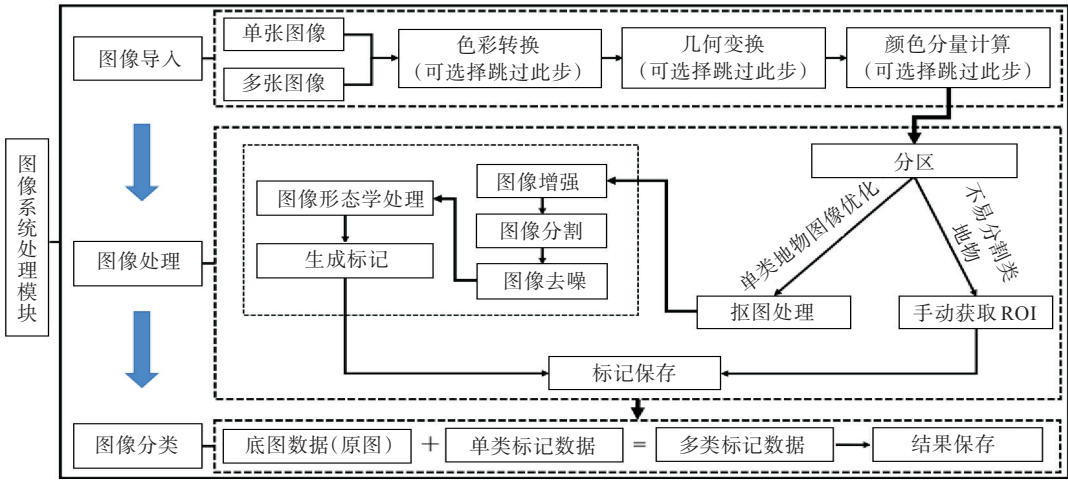 图像系统处理模块
图像导入
单张图像
多张图像
色彩转换
(可选择跳过此步)
几何变换
(可选择跳过此步)
颜色分量计算
(可选择跳过此步)
图像处理
分区
单类地物图像优化
不易分割类
地物
抠图处理
手动获取ROI
图像增强
图像分割
图像去噪
图像形态学处理
生成标记
标记保存
图像分类
底图数据(原图)
+
单类标记数据
=
多类标记数据
结果保存